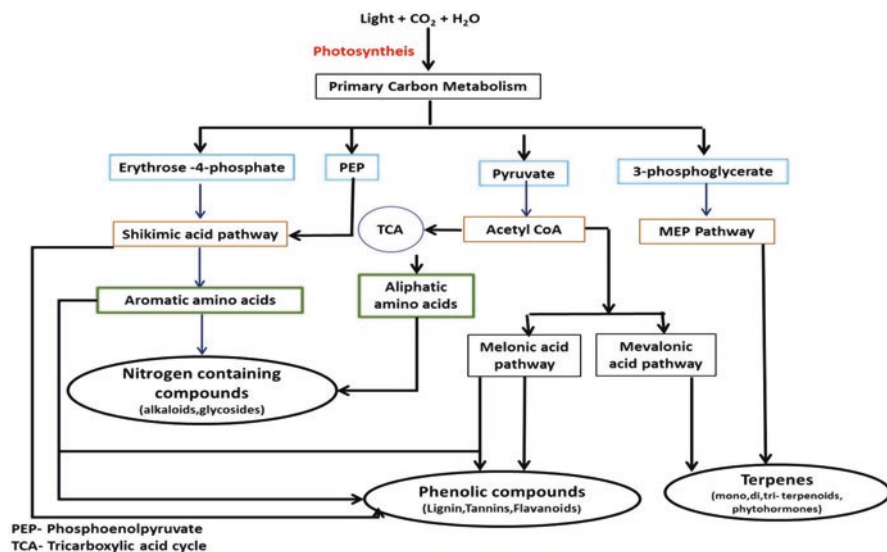 Light + CO₂ + H₂O
Photosyntheis
Primary Carbon Metabolism
Erythrose -4-phosphate
PEP
Pyruvate
3-phosphoglycerate
Shikimic acid pathway
TCA
Acetyl CoA
MEP Pathway
Aromatic amino acids
Aliphatic
amino acids
Melonic acid
pathway
Mevalonic
acid pathway
Nitrogen containing
compounds
(alkaloids,glycosides)
Phenolic compounds
(Lignin,Tannins,Flavanoids)
Terpenes
(mono,di,tri- terpenoids,
phytohormones)
PEP- Phosphoenolpyruvate
TCA- Tricarboxylic acid cycle